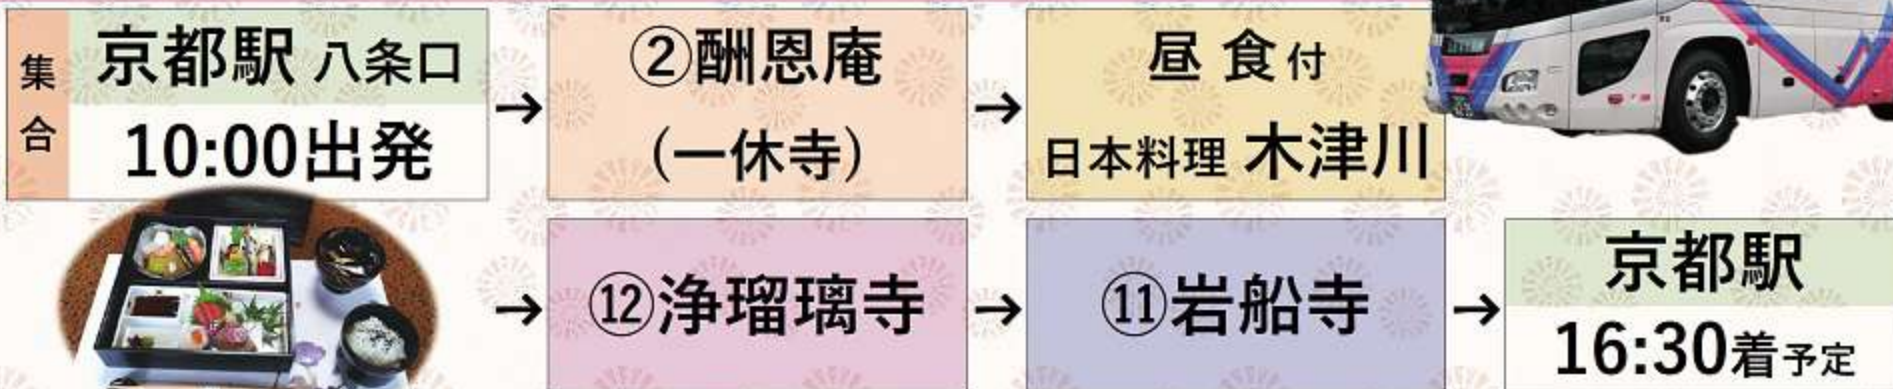 集合
京都駅 八条口
10:00出発
→
②酬恩庵
(一休寺)
→
昼食付
日本料理 木津川
→
⑫浄瑠璃寺
→
⑪岩船寺
→
京都駅
16:30着予定